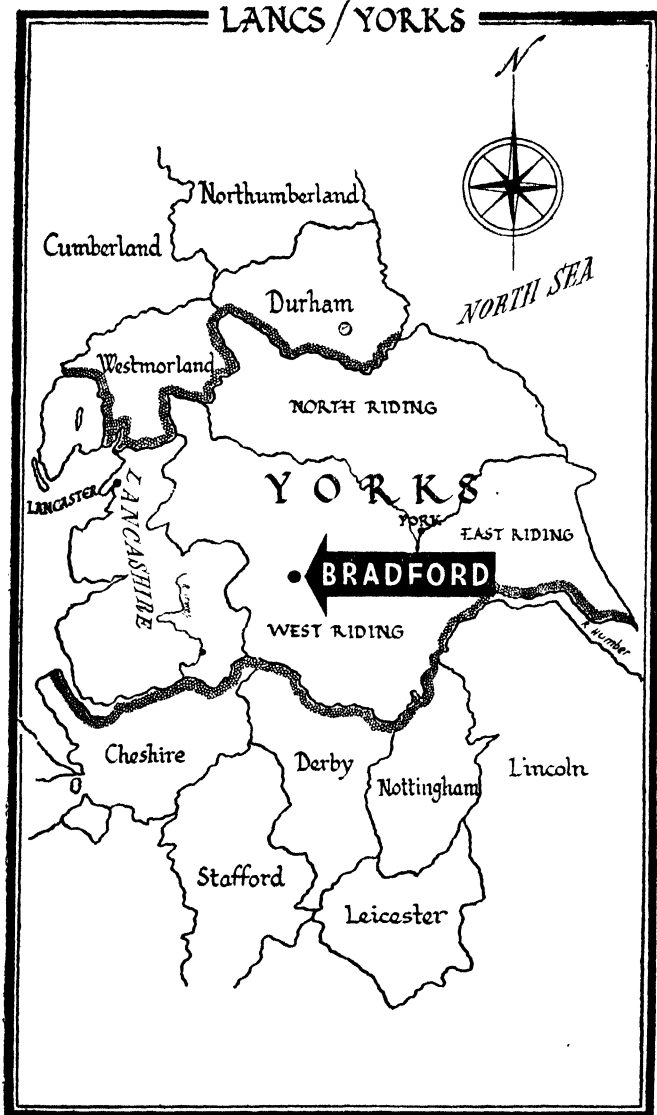 LANCS/YORKS
N
Northumberland
Cumberland
NORTH SEA
Durham
Westmorland
NORTH RIDING
YORKS
LANCASTER
LANCASHIRE
YORK
EAST RIDING
BRADFORD
WEST RIDING
R Humber
Cheshire
Derby
Nottingham
Lincoln
Stafford
Leicester